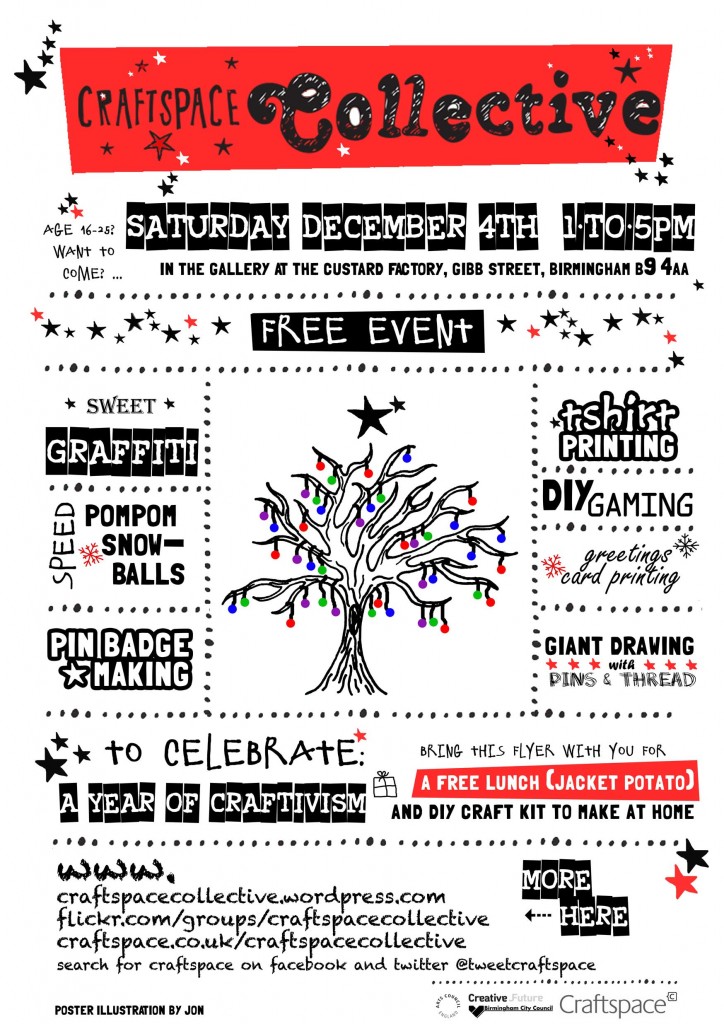 CRAFTSPACE Collective
AGE 16-25?
WANT TO
COME? ...
SATURDAY DECEMBER 4TH 1·TO·5PM
IN THE GALLERY AT THE CUSTARD FACTORY, GIBB STREET, BIRMINGHAM B9 4AA
FREE EVENT
SWEET
GRAFFITI
SPEED
POMPOM
SNOW-
BALLS
PIN BADGE
MAKING
tshirt
PRINTING
DIY GAMING
greetings
card printing
GIANT DRAWING
with
PINS & THREAD
TO CELEBRATE:
A YEAR OF CRAFTIVISM
BRING THIS FLYER WITH YOU FOR
A FREE LUNCH (JACKET POTATO)
AND DIY CRAFT KIT TO MAKE AT HOME
www.
craftspacecollective.wordpress.com
flickr.com/groups/craftspacecollective
craftspace.co.uk/craftspacecollective
search for craftspace on facebook and twitter @tweetcraftspace
MORE
HERE
POSTER ILLUSTRATION BY JON
ARTS COUNCIL
ENGLAND
Creative Future
Birmingham City Council
Craftspace